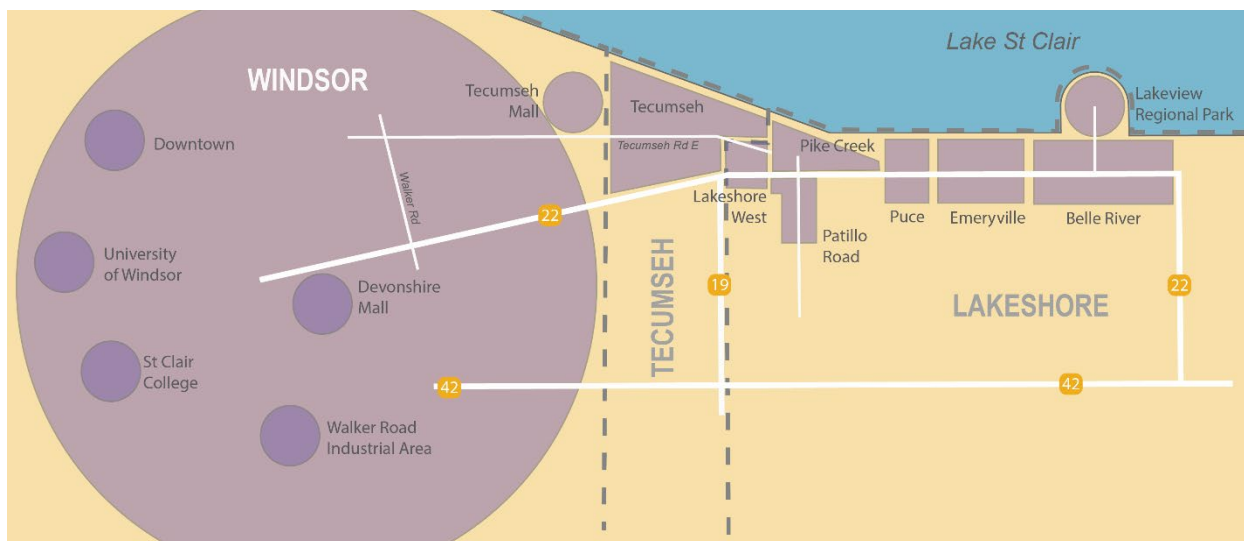 Lake St Clair
WINDSOR
Tecumseh
Mall
Tecumseh
Lakeview
Regional Park
Downtown
Tecumseh Rd E
Pike Creek
Walker Rd
Lakeshore
West
Puce
Emeryville
Belle River
22
Patillo
Road
University
of Windsor
Devonshire
Mall
TECUMSEH
19
LAKESHORE
22
St Clair
College
42
42
Walker Road
Industrial Area